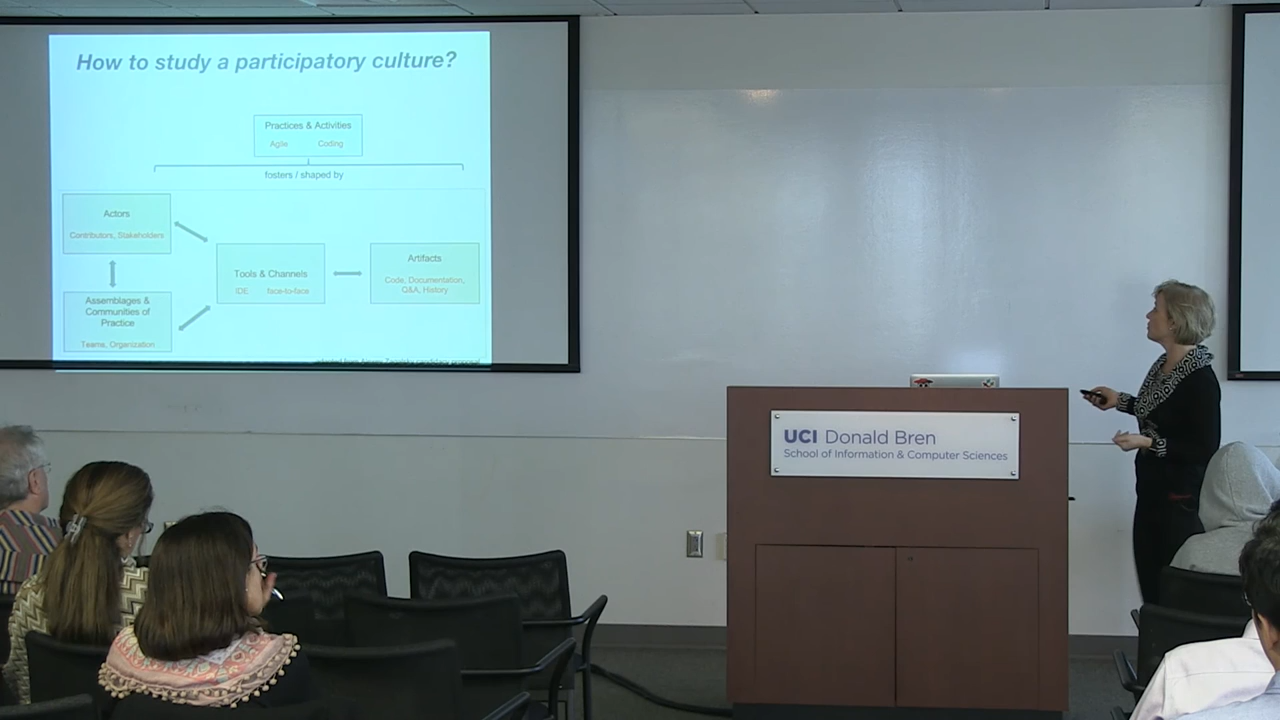 How to study a participatory culture?
Practices & Activities
Agile Coding
fosters / shaped by
Actors
Contributors, Stakeholders
Tools & Channels
IDE face-to-face
Artifacts
Code, Documentation,
Q&A, History
Assemblages &
Communities of
Practice
Teams, Organization
UCI Donald Bren
School of Information & Computer Sciences